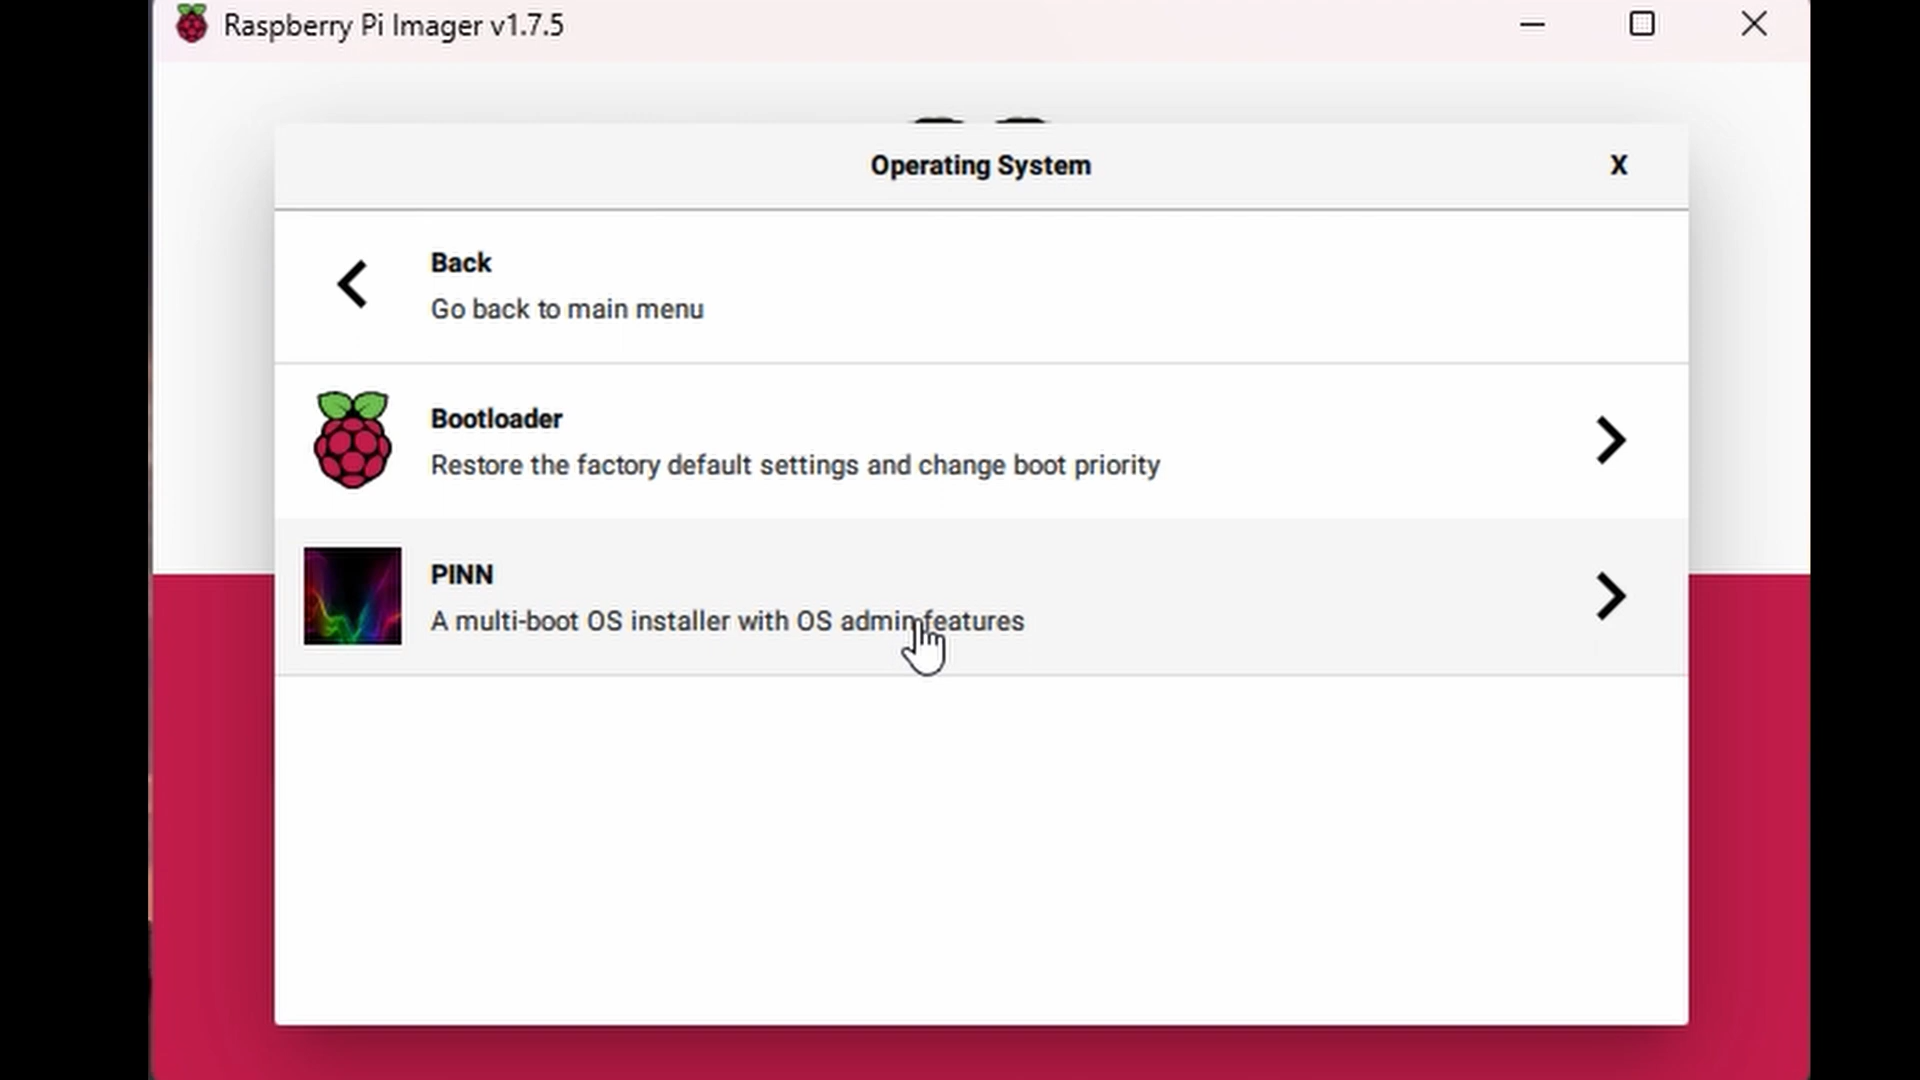 Raspberry Pi Imager v1.7.5
Operating System
X
Back
Go back to main menu
Bootloader
Restore the factory default settings and change boot priority
PINN
A multi-boot OS installer with OS admin features